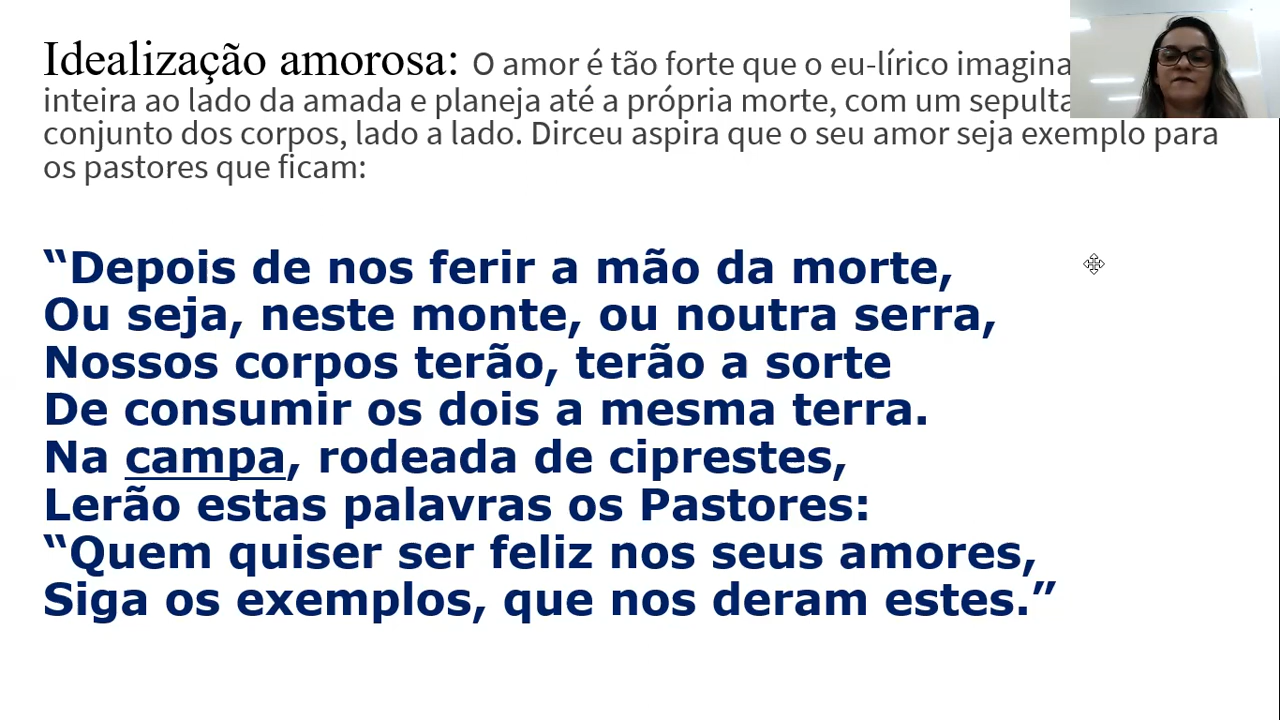 Idealização amorosa: O amor é tão forte que o eu-lírico imagina
inteira ao lado da amada e planeja até a própria morte, com um
conjunto dos corpos, lado a lado. Dirceu aspira que o seu amor seja exemplo para
os pastores que ficam:
“Depois de nos ferir a mão da morte,
Ou seja, neste monte, ou noutra serra,
Nossos corpos terão, terão a sorte
De consumir os dois a mesma terra.
Na campa, rodeada de ciprestes,
Lerão estas palavras os Pastores:
“Quem quiser ser feliz nos seus amores,
Siga os exemplos, que nos deram estes.”